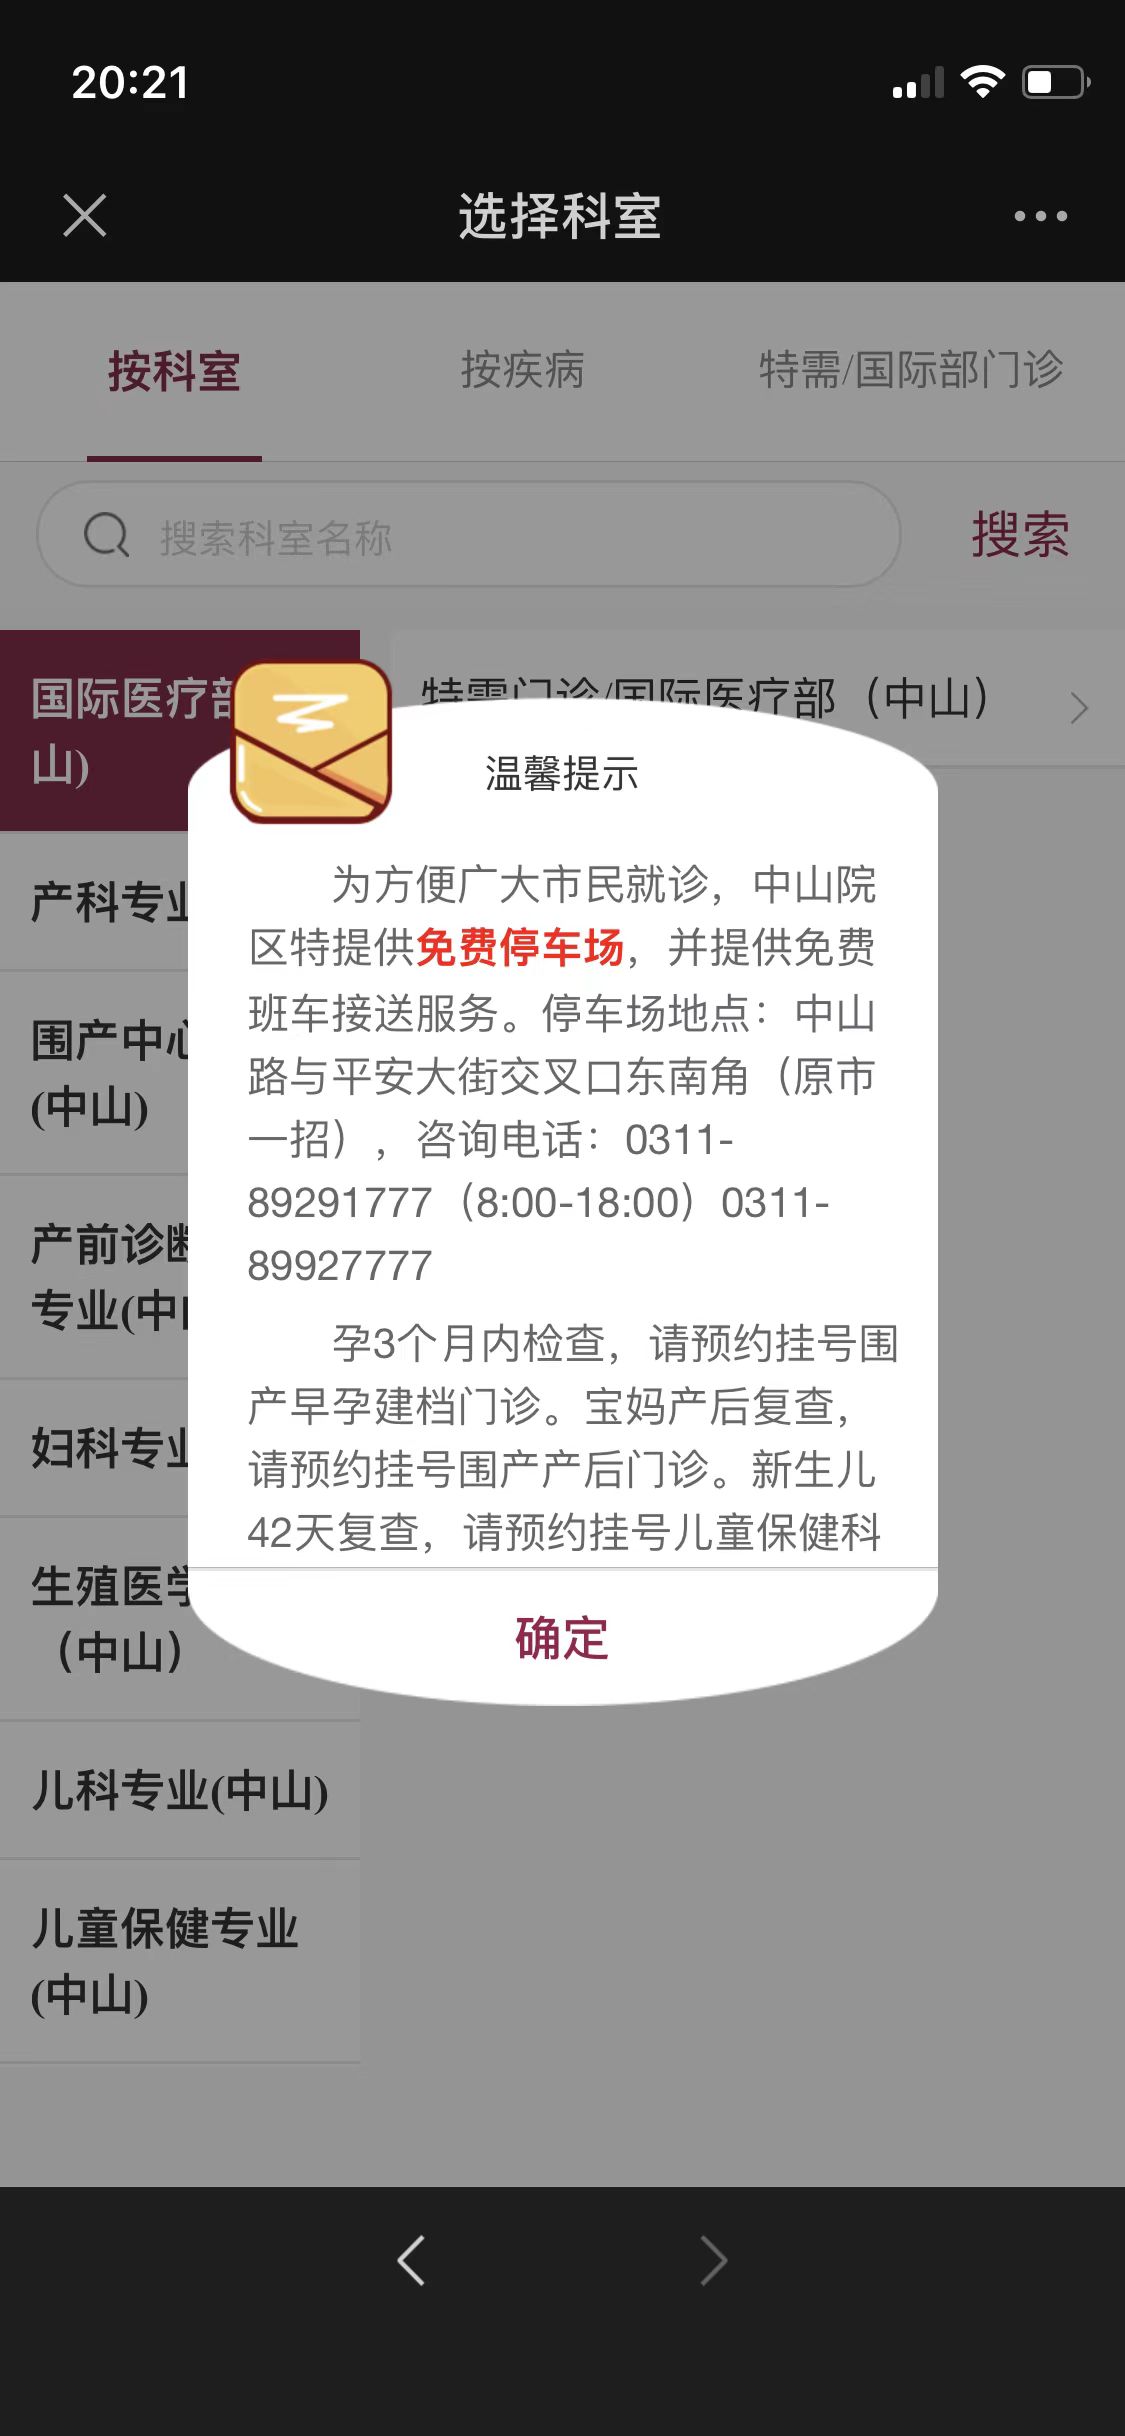 20:21
选择科室
按科室
按疾病
特需/国际部门诊
搜索科室名称
搜索
国际医疗部
山)
特需门诊/国际医疗部（中山）
温馨提示
为方便广大市民就诊，中山院
区特提供免费停车场，并提供免费
班车接送服务。停车场地点：中山
路与平安大街交叉口东南角（原市
一招），咨询电话：0311-
89291777（8:00-18:00）0311-
89927777
孕3个月内检查，请预约挂号围
产早孕建档门诊。宝妈产后复查，
请预约挂号围产产后门诊。新生儿
42天复查，请预约挂号儿童保健科
确定
产科专业
围产中心
(中山)
产前诊断
专业(中山
妇科专业
生殖医学
（中山）
儿科专业(中山)
儿童保健专业
(中山)